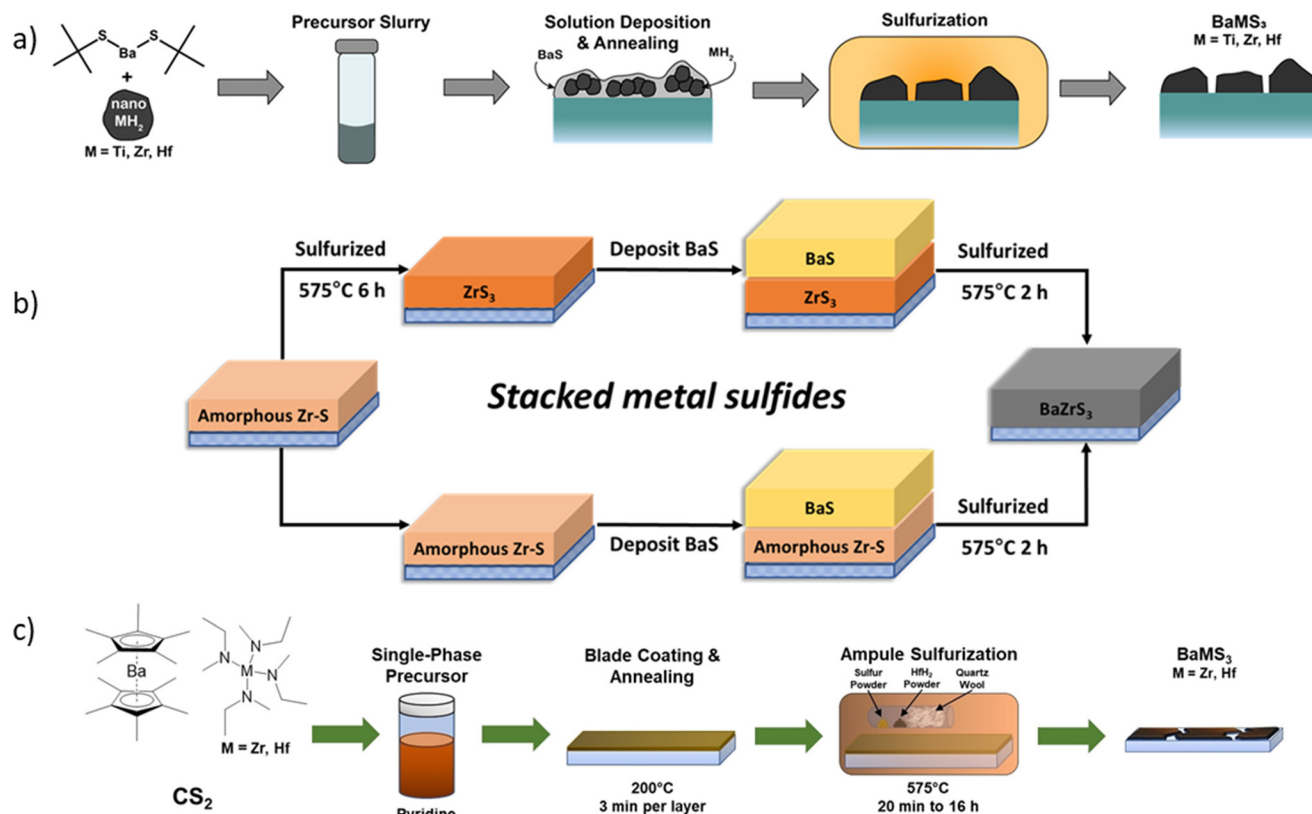 a)
S
S
Ba
+
nano
MH₂
M = Ti, Zr, Hf
Precursor Slurry
Solution Deposition
& Annealing
BaS
MH₂
Sulfurization
BaMS₃
M = Ti, Zr, Hf
b)
Sulfurized
575°C 6 h
ZrS₃
Deposit BaS
BaS
ZrS₃
Sulfurized
575°C 2 h
Amorphous Zr-S
Stacked metal sulfides
BaZrS₃
Amorphous Zr-S
Deposit BaS
BaS
Amorphous Zr-S
Sulfurized
575°C 2 h
c)
Ba
N
N
M
N
N
M = Zr, Hf
CS₂
Single-Phase
Precursor
Pyridine
Blade Coating &
Annealing
200°C
3 min per layer
Ampule Sulfurization
Sulfur
Powder
HfH₂
Powder
Quartz
Wool
575°C
20 min to 16 h
BaMS₃
M = Zr, Hf